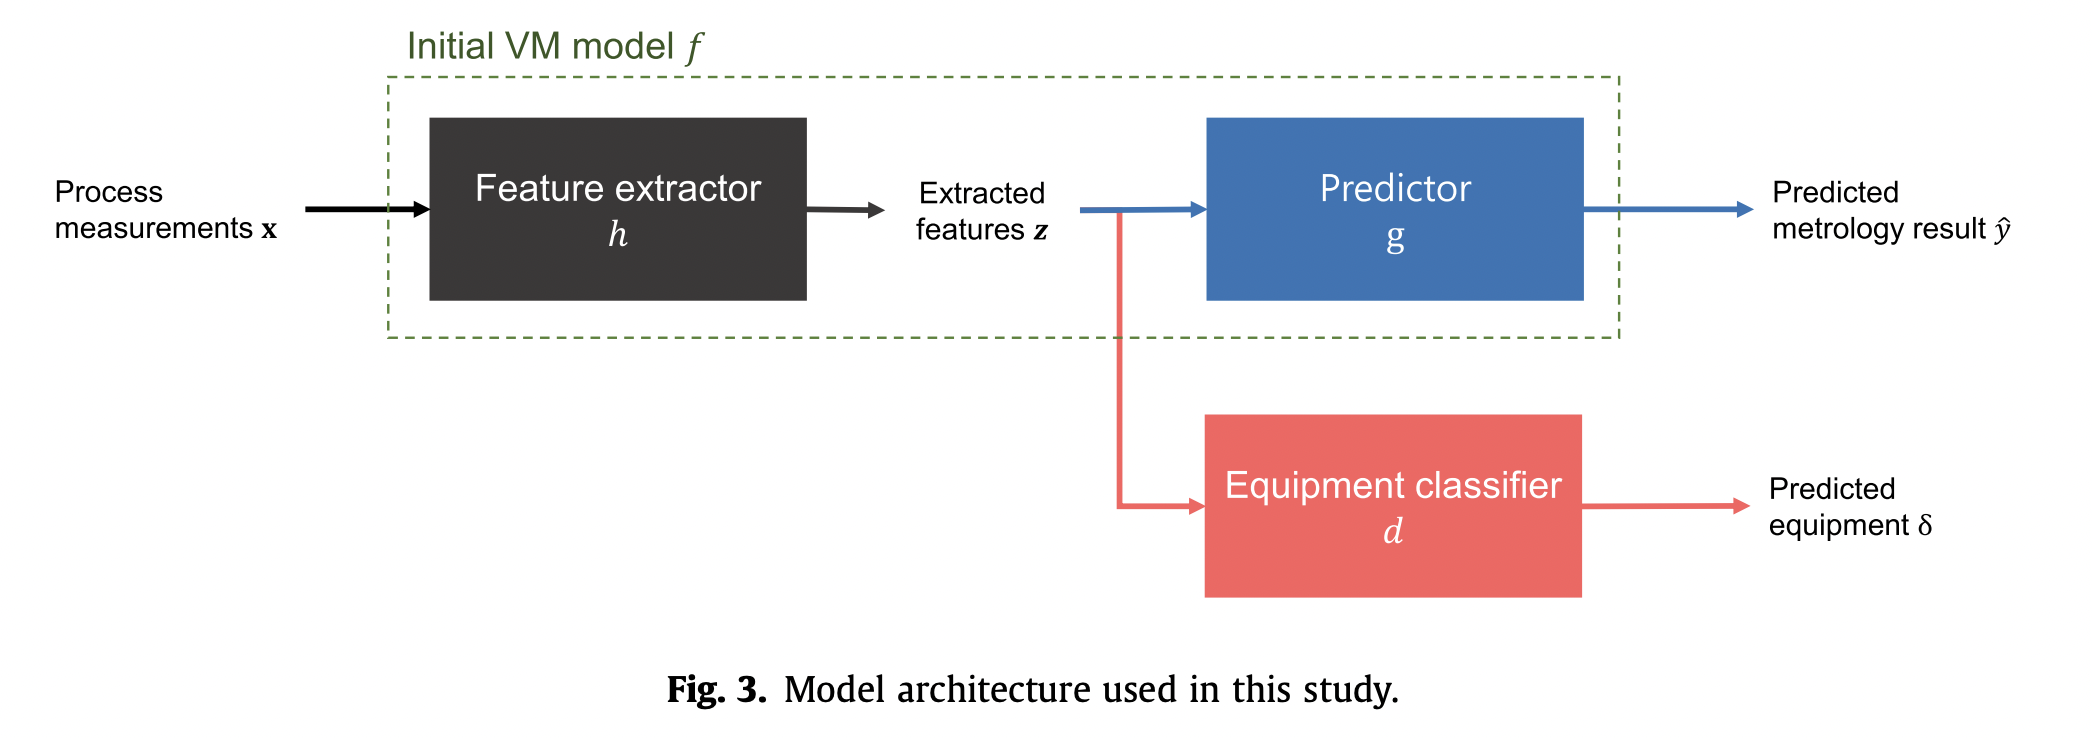 Initial VM model f
Process
measurements x
Feature extractor
h
Extracted
features z
Predictor
g
Predicted
metrology result ŷ
Equipment classifier
d
Predicted
equipment δ
Fig. 3. Model architecture used in this study.